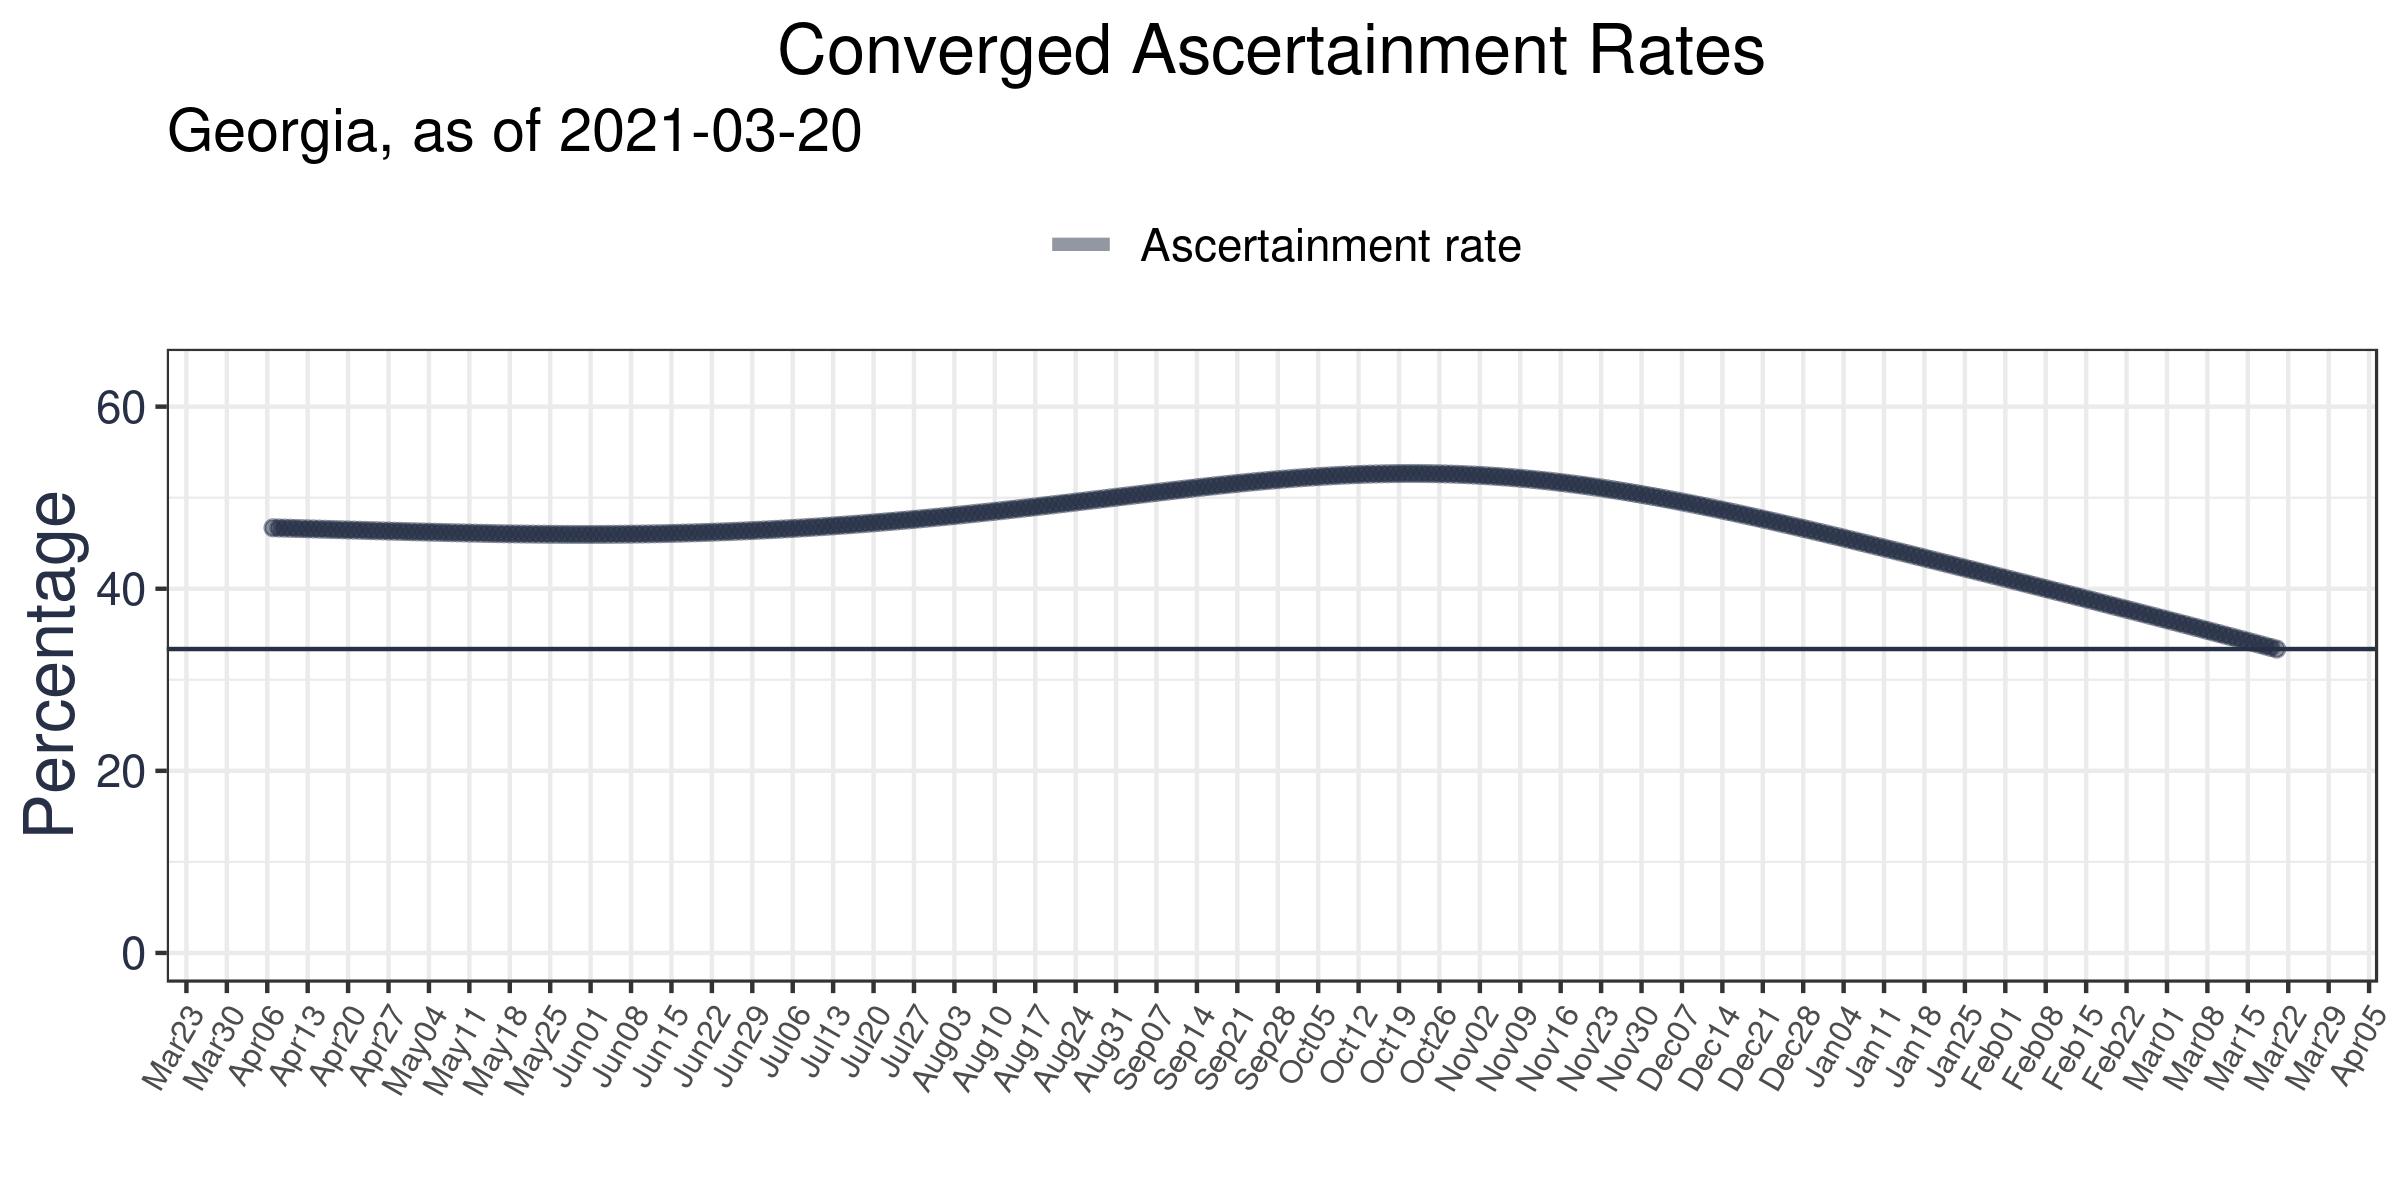 Converged Ascertainment Rates
Georgia, as of 2021-03-20
Ascertainment rate
Percentage
60
40
20
0
Mar23 Mar30 Apr06 Apr13 Apr20 Apr27 May04 May11 May18 May25 Jun01 Jun08 Jun15 Jun22 Jun29 Jul06 Jul13 Jul20 Jul27 Aug03 Aug10 Aug17 Aug24 Aug31 Sep07 Sep14 Sep21 Sep28 Oct05 Oct12 Oct19 Oct26 Nov02 Nov09 Nov16 Nov23 Nov30 Dec07 Dec14 Dec21 Dec28 Jan04 Jan11 Jan18 Jan25 Feb01 Feb08 Feb15 Feb22 Mar01 Mar08 Mar15 Mar22 Mar29 Apr05